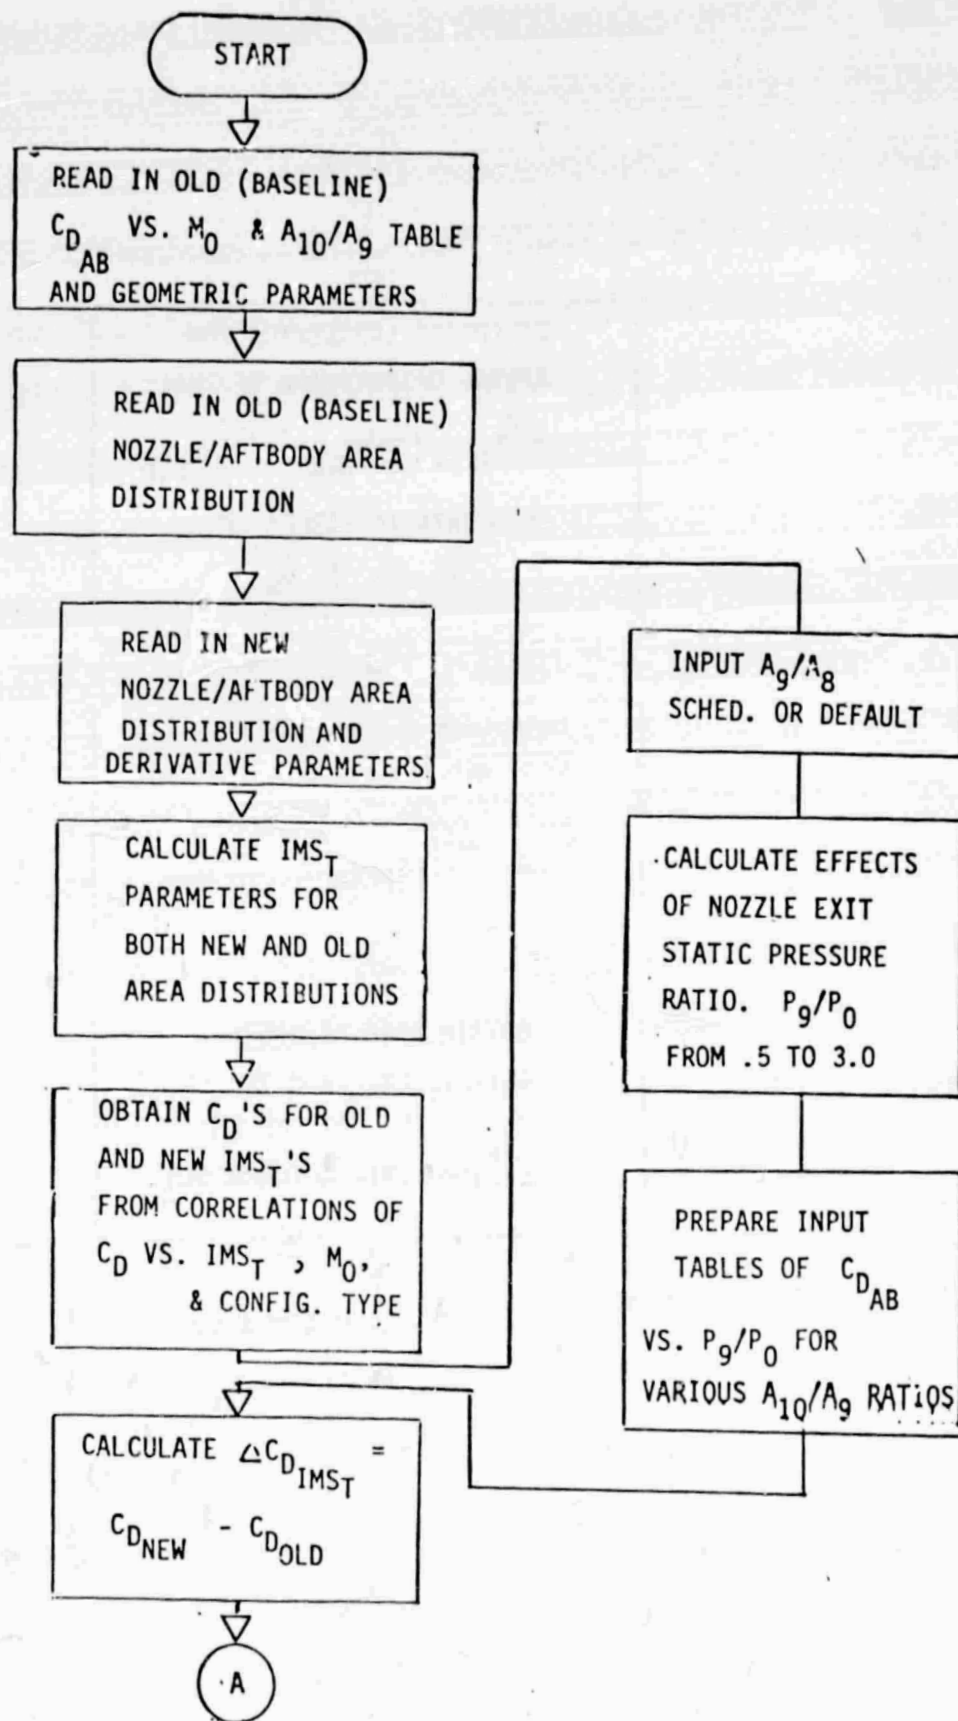 START
READ IN OLD (BASELINE)
C_D_AB VS. M_0 & A_10/A_9 TABLE
AND GEOMETRIC PARAMETERS
READ IN OLD (BASELINE)
NOZZLE/AFTBODY AREA
DISTRIBUTION
READ IN NEW
NOZZLE/AFTBODY AREA
DISTRIBUTION AND
DERIVATIVE PARAMETERS
CALCULATE IMS_T
PARAMETERS FOR
BOTH NEW AND OLD
AREA DISTRIBUTIONS
OBTAIN C_D'S FOR OLD
AND NEW IMS_T'S
FROM CORRELATIONS OF
C_D VS. IMS_T , M_0,
& CONFIG. TYPE
INPUT A_9/A_8
SCHED. OR DEFAULT
CALCULATE EFFECTS
OF NOZZLE EXIT
STATIC PRESSURE
RATIO. P_9/P_0
FROM .5 TO 3.0
PREPARE INPUT
TABLES OF C_D_AB
VS. P_9/P_0 FOR
VARIOUS A_10/A_9 RATIOS
CALCULATE ΔC_D_IMS_T =
C_D_NEW - C_D_OLD
A